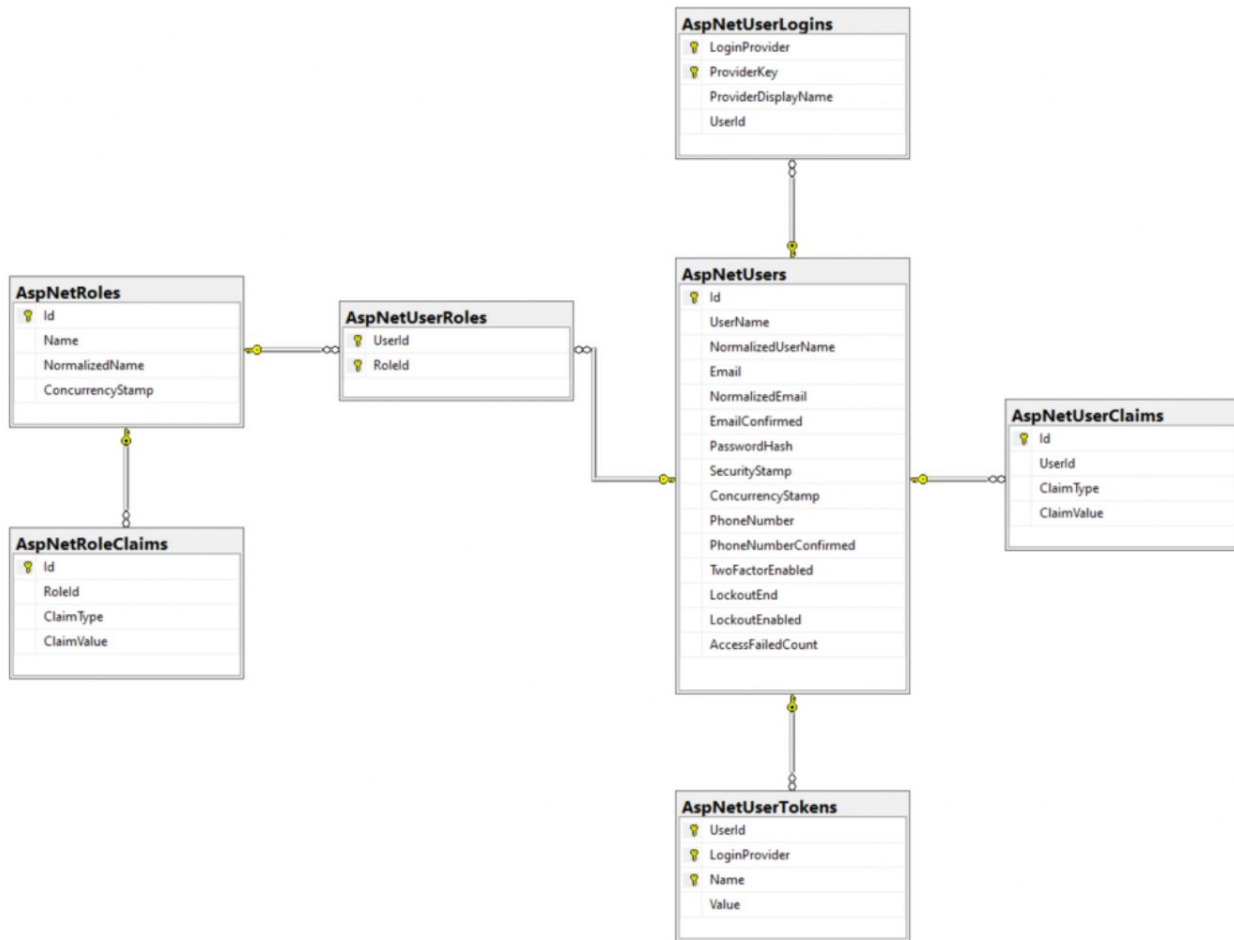 AspNetUserLogins
LoginProvider
ProviderKey
ProviderDisplayName
UserId
AspNetRoles
Id
Name
NormalizedName
ConcurrencyStamp
AspNetUserRoles
UserId
RoleId
AspNetUsers
Id
UserName
NormalizedUserName
Email
NormalizedEmail
EmailConfirmed
PasswordHash
SecurityStamp
ConcurrencyStamp
PhoneNumber
PhoneNumberConfirmed
TwoFactorEnabled
LockoutEnd
LockoutEnabled
AccessFailedCount
AspNetUserClaims
Id
UserId
ClaimType
ClaimValue
AspNetRoleClaims
Id
RoleId
ClaimType
ClaimValue
AspNetUserTokens
UserId
LoginProvider
Name
Value